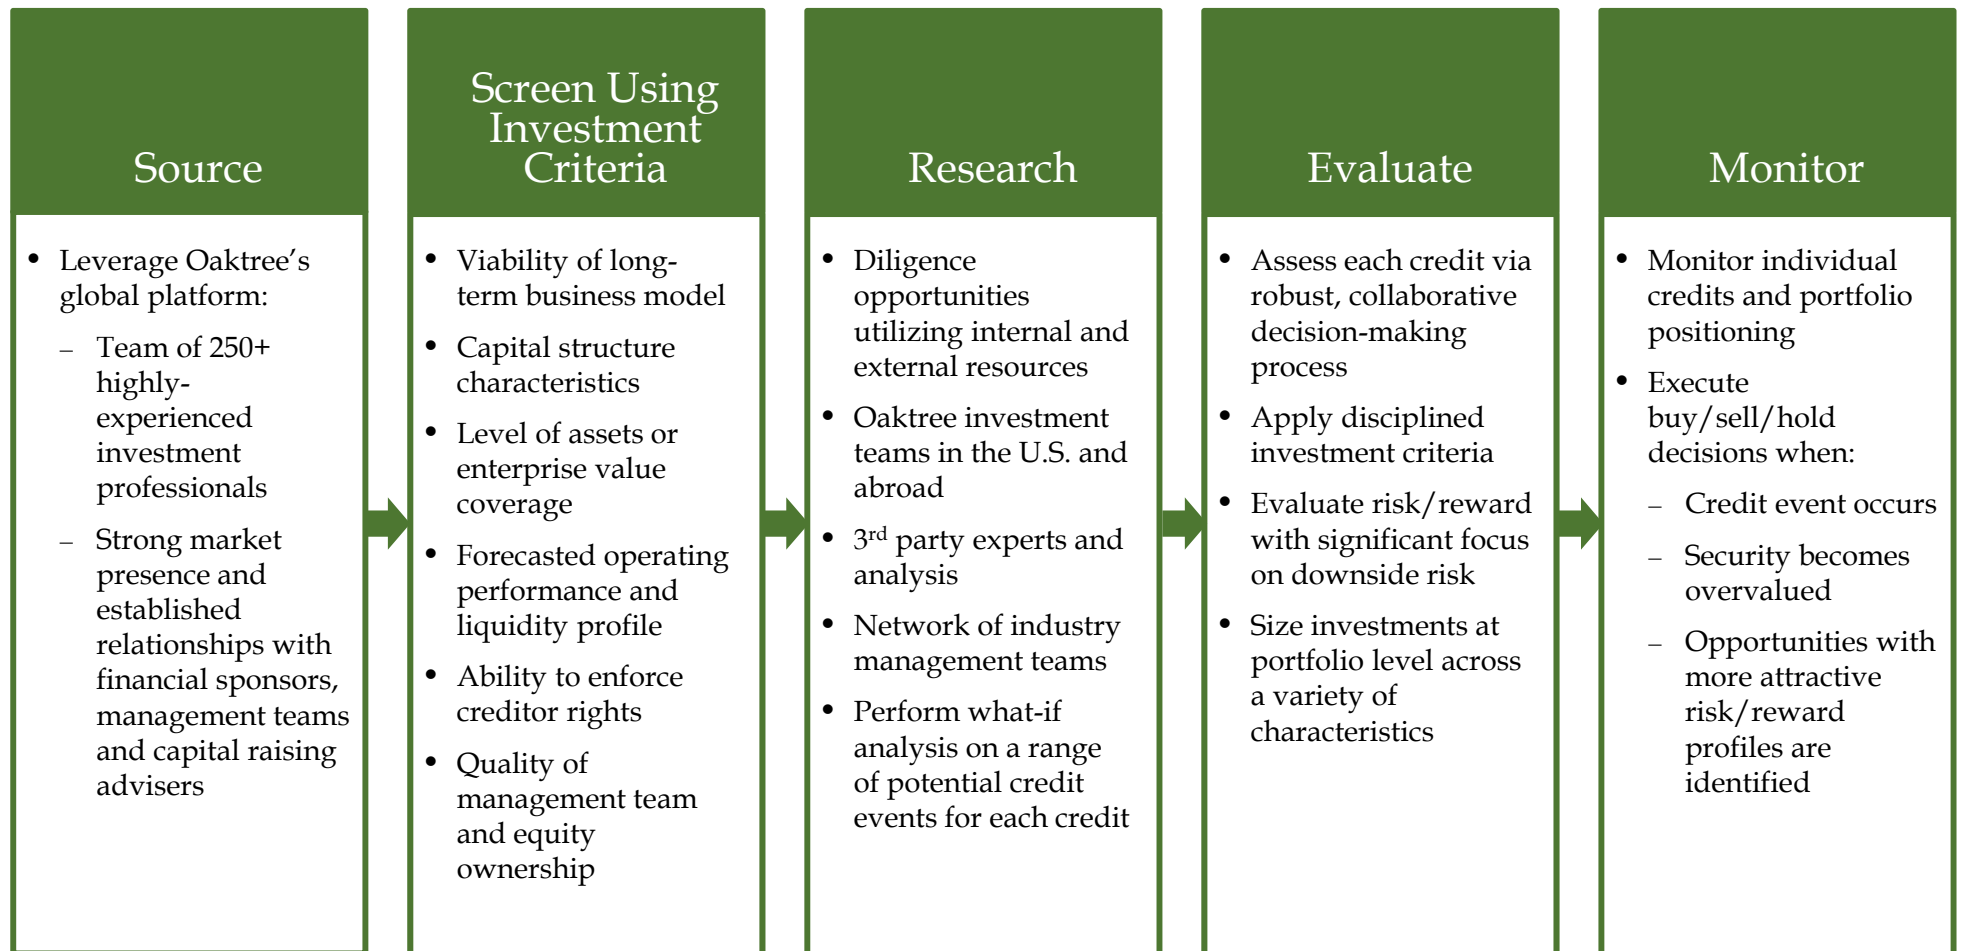 Source
• Leverage Oaktree’s
global platform:
– Team of 250+
highly-
experienced
investment
professionals
– Strong market
presence and
established
relationships with
financial sponsors,
management teams
and capital raising
advisers
Screen Using
Investment
Criteria
• Viability of long-
term business model
• Capital structure
characteristics
• Level of assets or
enterprise value
coverage
• Forecasted operating
performance and
liquidity profile
• Ability to enforce
creditor rights
• Quality of
management team
and equity
ownership
Research
• Diligence
opportunities
utilizing internal and
external resources
• Oaktree investment
teams in the U.S. and
abroad
• 3rd party experts and
analysis
• Network of industry
management teams
• Perform what-if
analysis on a range
of potential credit
events for each credit
Evaluate
• Assess each credit via
robust, collaborative
decision-making
process
• Apply disciplined
investment criteria
• Evaluate risk/reward
with significant focus
on downside risk
• Size investments at
portfolio level across
a variety of
characteristics
Monitor
• Monitor individual
credits and portfolio
positioning
• Execute
buy/sell/hold
decisions when:
– Credit event occurs
– Security becomes
overvalued
– Opportunities with
more attractive
risk/reward
profiles are
identified